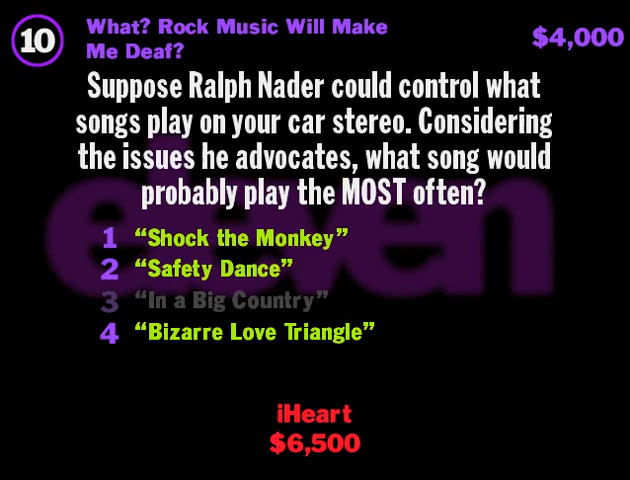 10
What? Rock Music Will Make
Me Deaf?
$4,000
Suppose Ralph Nader could control what
songs play on your car stereo. Considering
the issues he advocates, what song would
probably play the MOST often?
eleven
1 “Shock the Monkey”
2 “Safety Dance”
3 “In a Big Country”
4 “Bizarre Love Triangle”
iHeart
$6,500